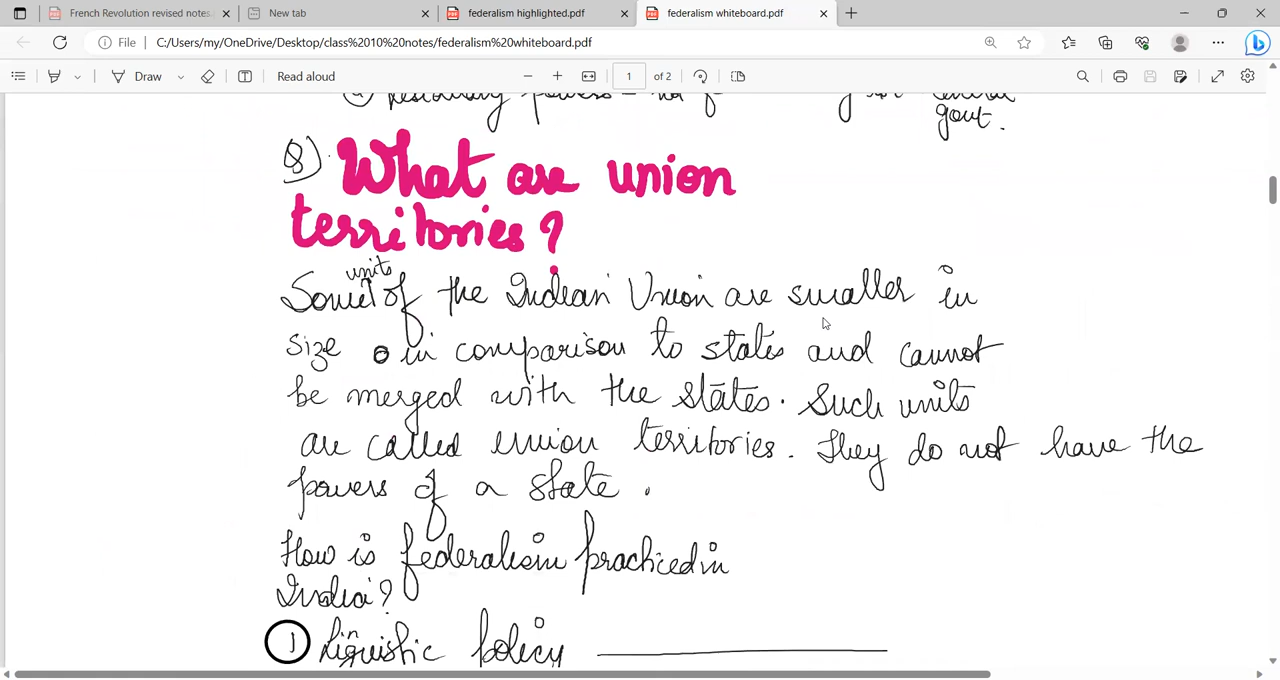 French Revolution revised notes.
New tab
federalism highlighted.pdf
federalism whiteboard.pdf
File
C:/Users/my/OneDrive/Desktop/class%2010%20notes/federalism%20whiteboard.pdf
Draw
Read aloud
1
of 2
powers - not
govt.
Q) What are union
territories?
units
Some of the Indian Union are smaller in
size in comparison to states and cannot
be merged with the states. Such units
are called union territories. They do not have the
powers of a state.
How is federalism practiced in
India?
1 Linguistic policy